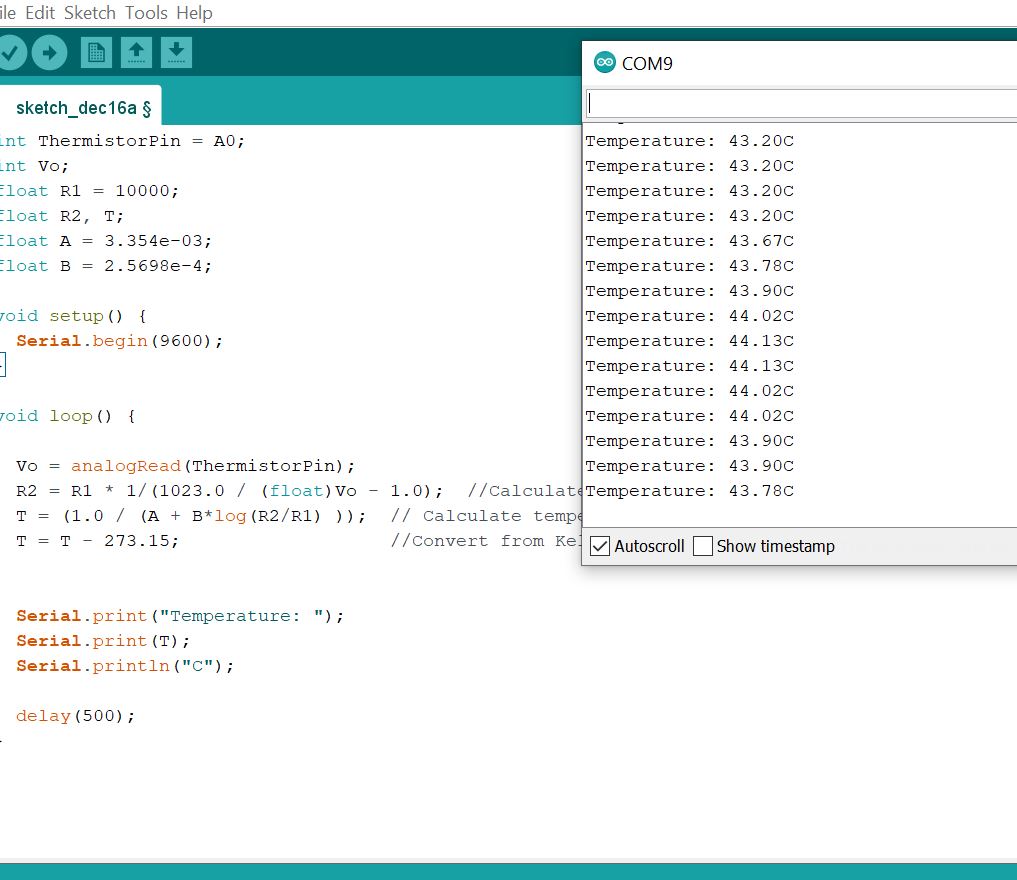 ile Edit Sketch Tools Help
sketch_dec16a §
int ThermistorPin = A0;
int Vo;
float R1 = 10000;
float R2, T;
float A = 3.354e-03;
float B = 2.5698e-4;
void setup() {
Serial.begin(9600);
}
void loop() {
Vo = analogRead(ThermistorPin);
R2 = R1 * 1/(1023.0 / (float)Vo - 1.0); //Calculate
T = (1.0 / (A + B*log(R2/R1) )); // Calculate tempe
T = T - 273.15; //Convert from Kel
Serial.print("Temperature: ");
Serial.print(T);
Serial.println("C");
delay(500);
COM9
Temperature: 43.20C
Temperature: 43.20C
Temperature: 43.20C
Temperature: 43.20C
Temperature: 43.67C
Temperature: 43.78C
Temperature: 43.90C
Temperature: 44.02C
Temperature: 44.13C
Temperature: 44.13C
Temperature: 44.02C
Temperature: 44.02C
Temperature: 43.90C
Temperature: 43.90C
Temperature: 43.78C
Autoscroll Show timestamp